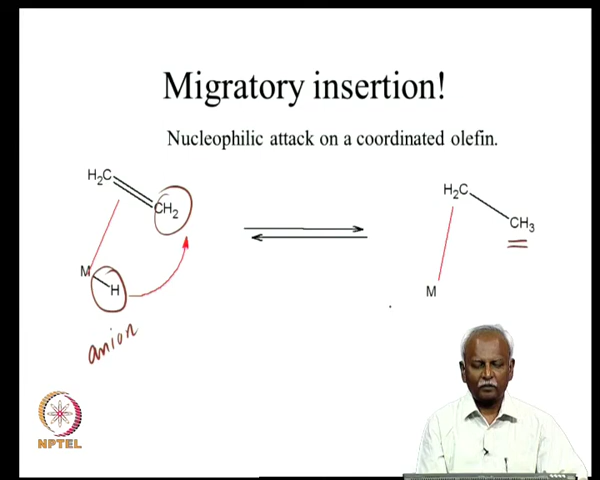 Migratory insertion!
Nucleophilic attack on a coordinated olefin.
H₂C
CH₂
M
H
anion
H₂C
CH₃
M
NPTEL